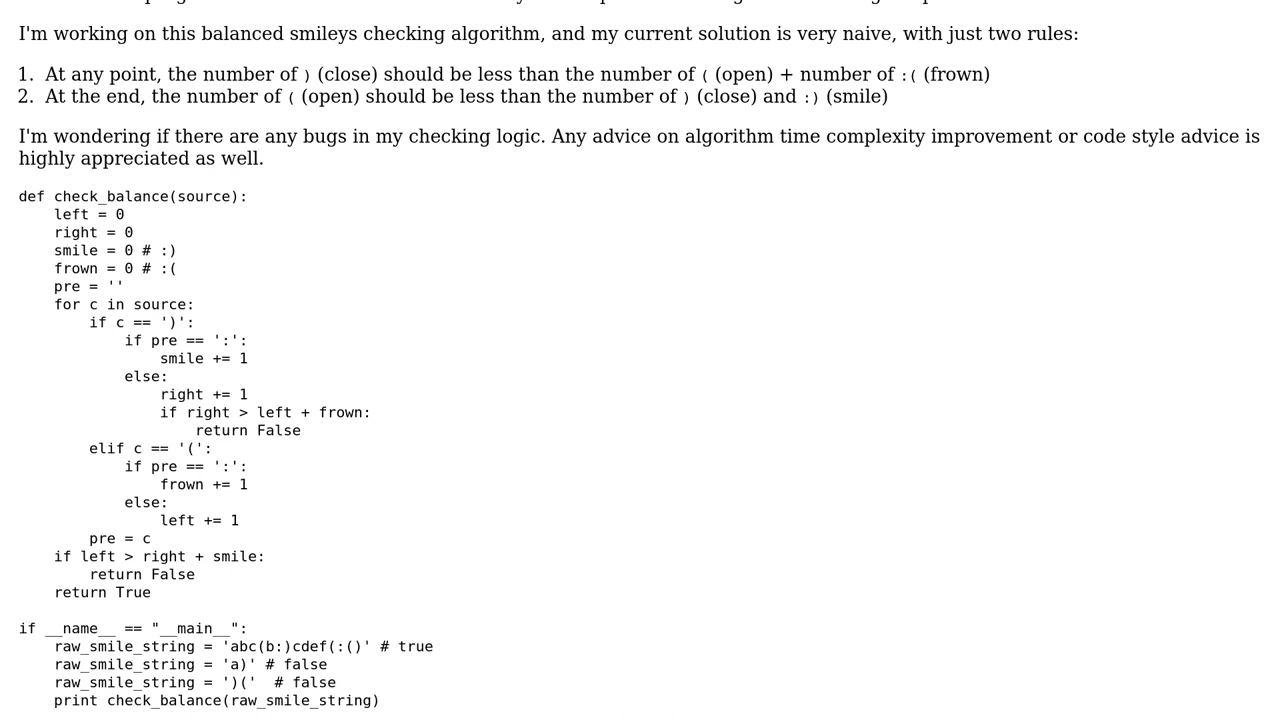 I'm working on this balanced smileys checking algorithm, and my current solution is very naive, with just two rules:
1. At any point, the number of ) (close) should be less than the number of ( (open) + number of :( (frown)
2. At the end, the number of ( (open) should be less than the number of ) (close) and :) (smile)
I'm wondering if there are any bugs in my checking logic. Any advice on algorithm time complexity improvement or code style advice is
highly appreciated as well.
def check_balance(source):
    left = 0
    right = 0
    smile = 0 # :)
    frown = 0 # :(
    pre = ''
    for c in source:
        if c == ')':
            if pre == ':':
                smile += 1
            else:
                right += 1
                if right > left + frown:
                    return False
        elif c == '(':
            if pre == ':':
                frown += 1
            else:
                left += 1
        pre = c
    if left > right + smile:
        return False
    return True
if __name__ == "__main__":
    raw_smile_string = 'abc(b:)cdef(:()' # true
    raw_smile_string = 'a)' # false
    raw_smile_string = ')('  # false
    print check_balance(raw_smile_string)